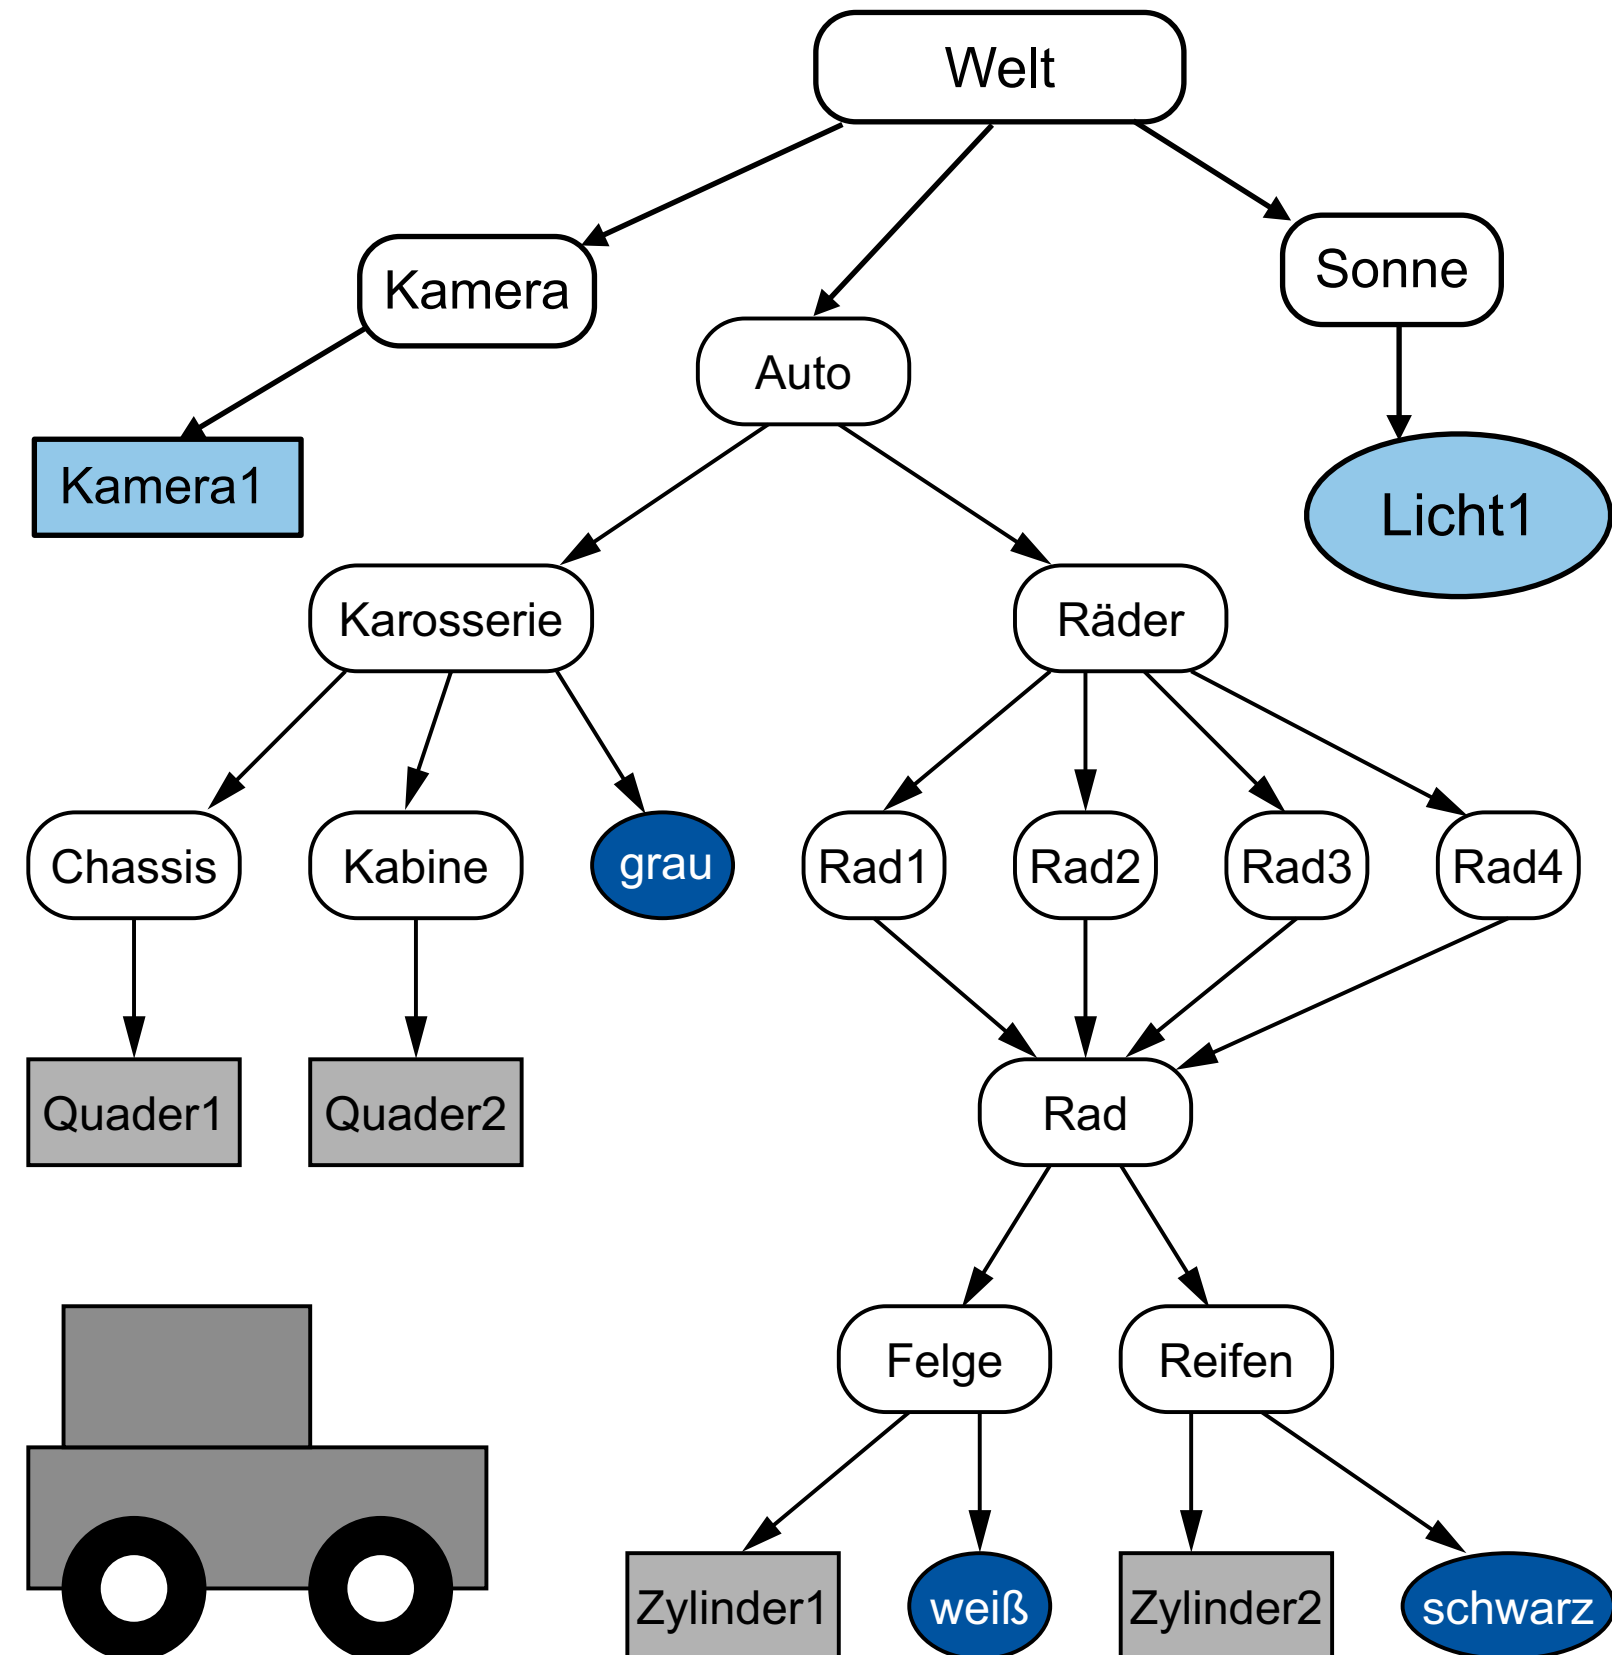 Welt
Kamera
Auto
Sonne
Kamera1
Licht1
Karosserie
Räder
Chassis
Kabine
grau
Rad1
Rad2
Rad3
Rad4
Quader1
Quader2
Rad
Felge
Reifen
Zylinder1
weiß
Zylinder2
schwarz